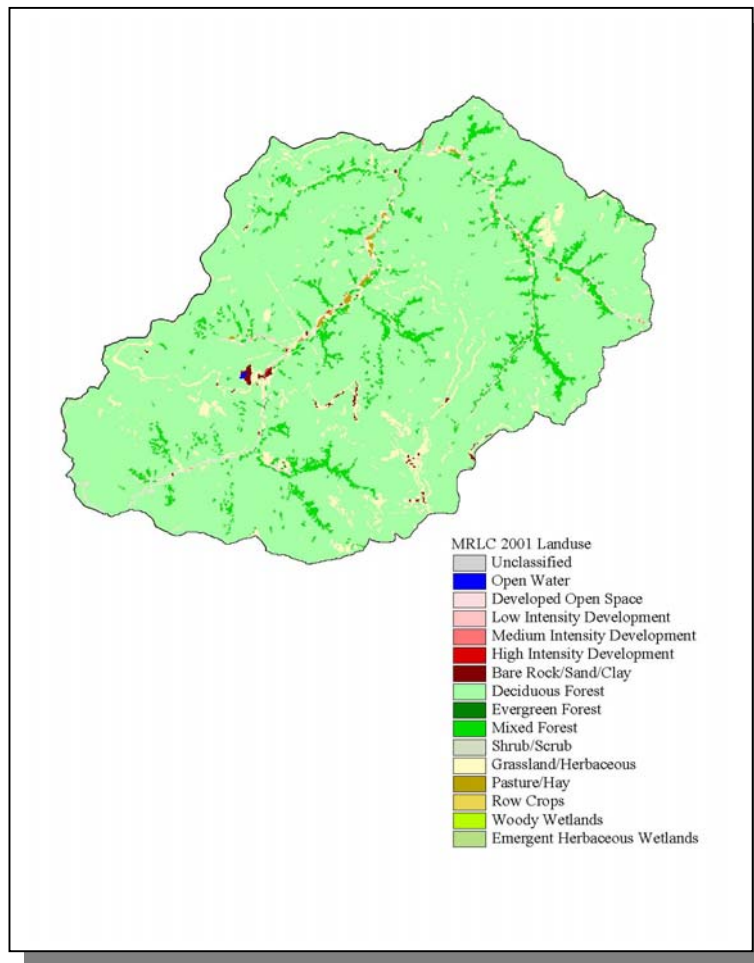 MRLC 2001 Landuse
Unclassified
Open Water
Developed Open Space
Low Intensity Development
Medium Intensity Development
High Intensity Development
Bare Rock/Sand/Clay
Deciduous Forest
Evergreen Forest
Mixed Forest
Shrub/Scrub
Grassland/Herbaceous
Pasture/Hay
Row Crops
Woody Wetlands
Emergent Herbaceous Wetlands